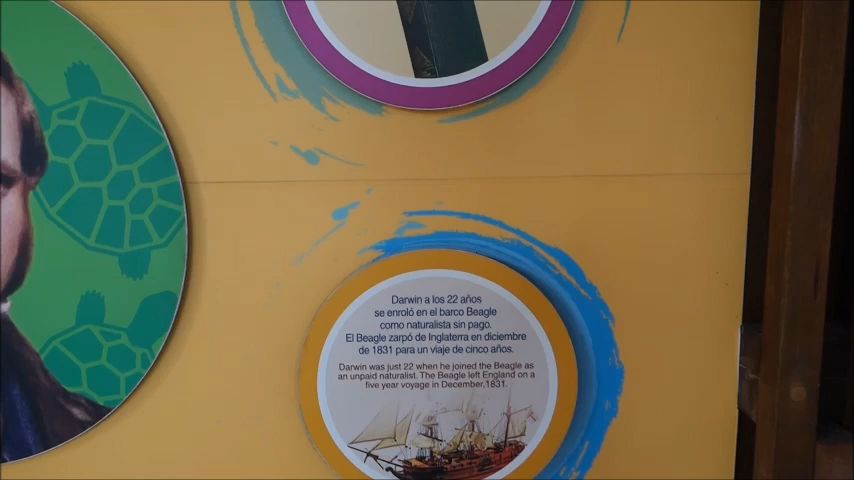 Darwin a los 22 años
se enroló en el barco Beagle
como naturalista sin pago.
El Beagle zarpó de Inglaterra en diciembre
de 1831 para un viaje de cinco años.
Darwin was just 22 when he joined the Beagle as
an unpaid naturalist. The Beagle left England on a
five year voyage in December,1831.